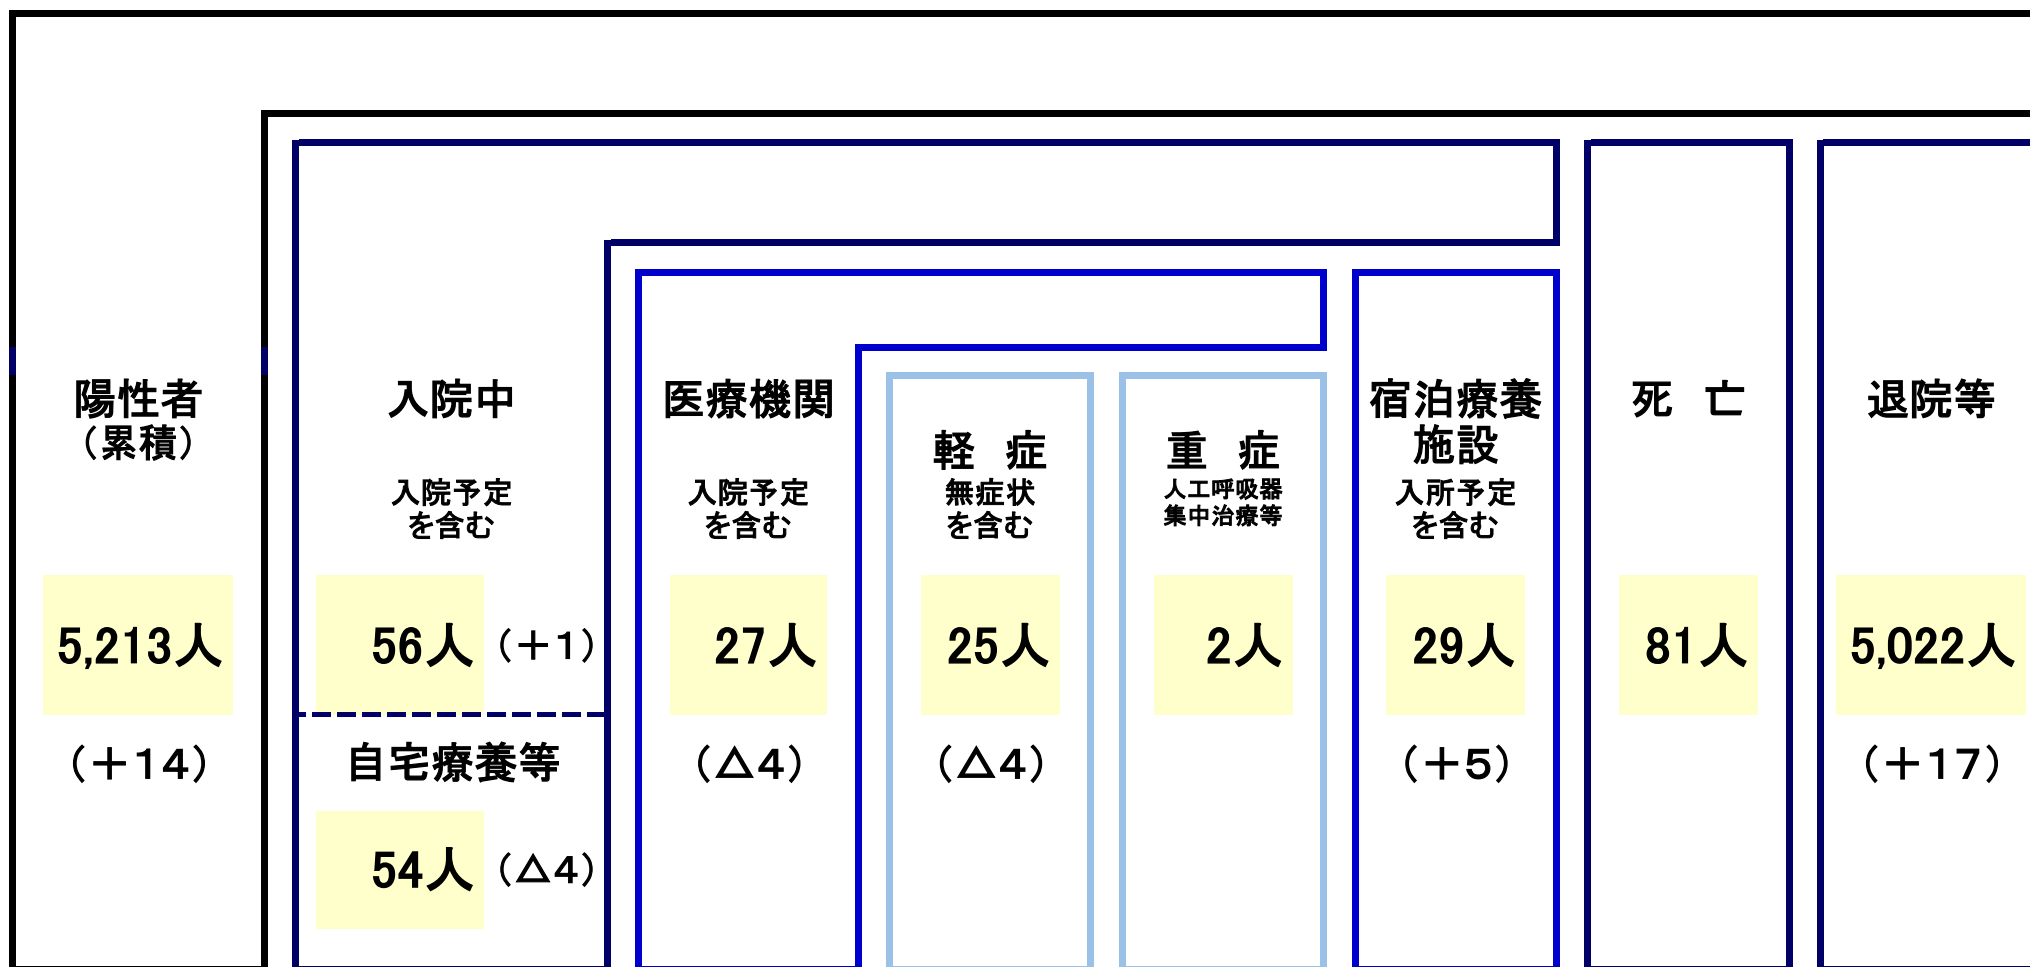 陽性者
（累積）
5,213人
（＋14）
入院中
入院予定
を含む
56人 （＋1）
自宅療養等
54人 （△4）
医療機関
入院予定
を含む
27人
（△4）
軽 症
無症状
を含む
25人
（△4）
重 症
人工呼吸器
集中治療等
2人
宿泊療養
施設
入所予定
を含む
29人
（＋5）
死 亡
81人
退院等
5,022人
（＋17）